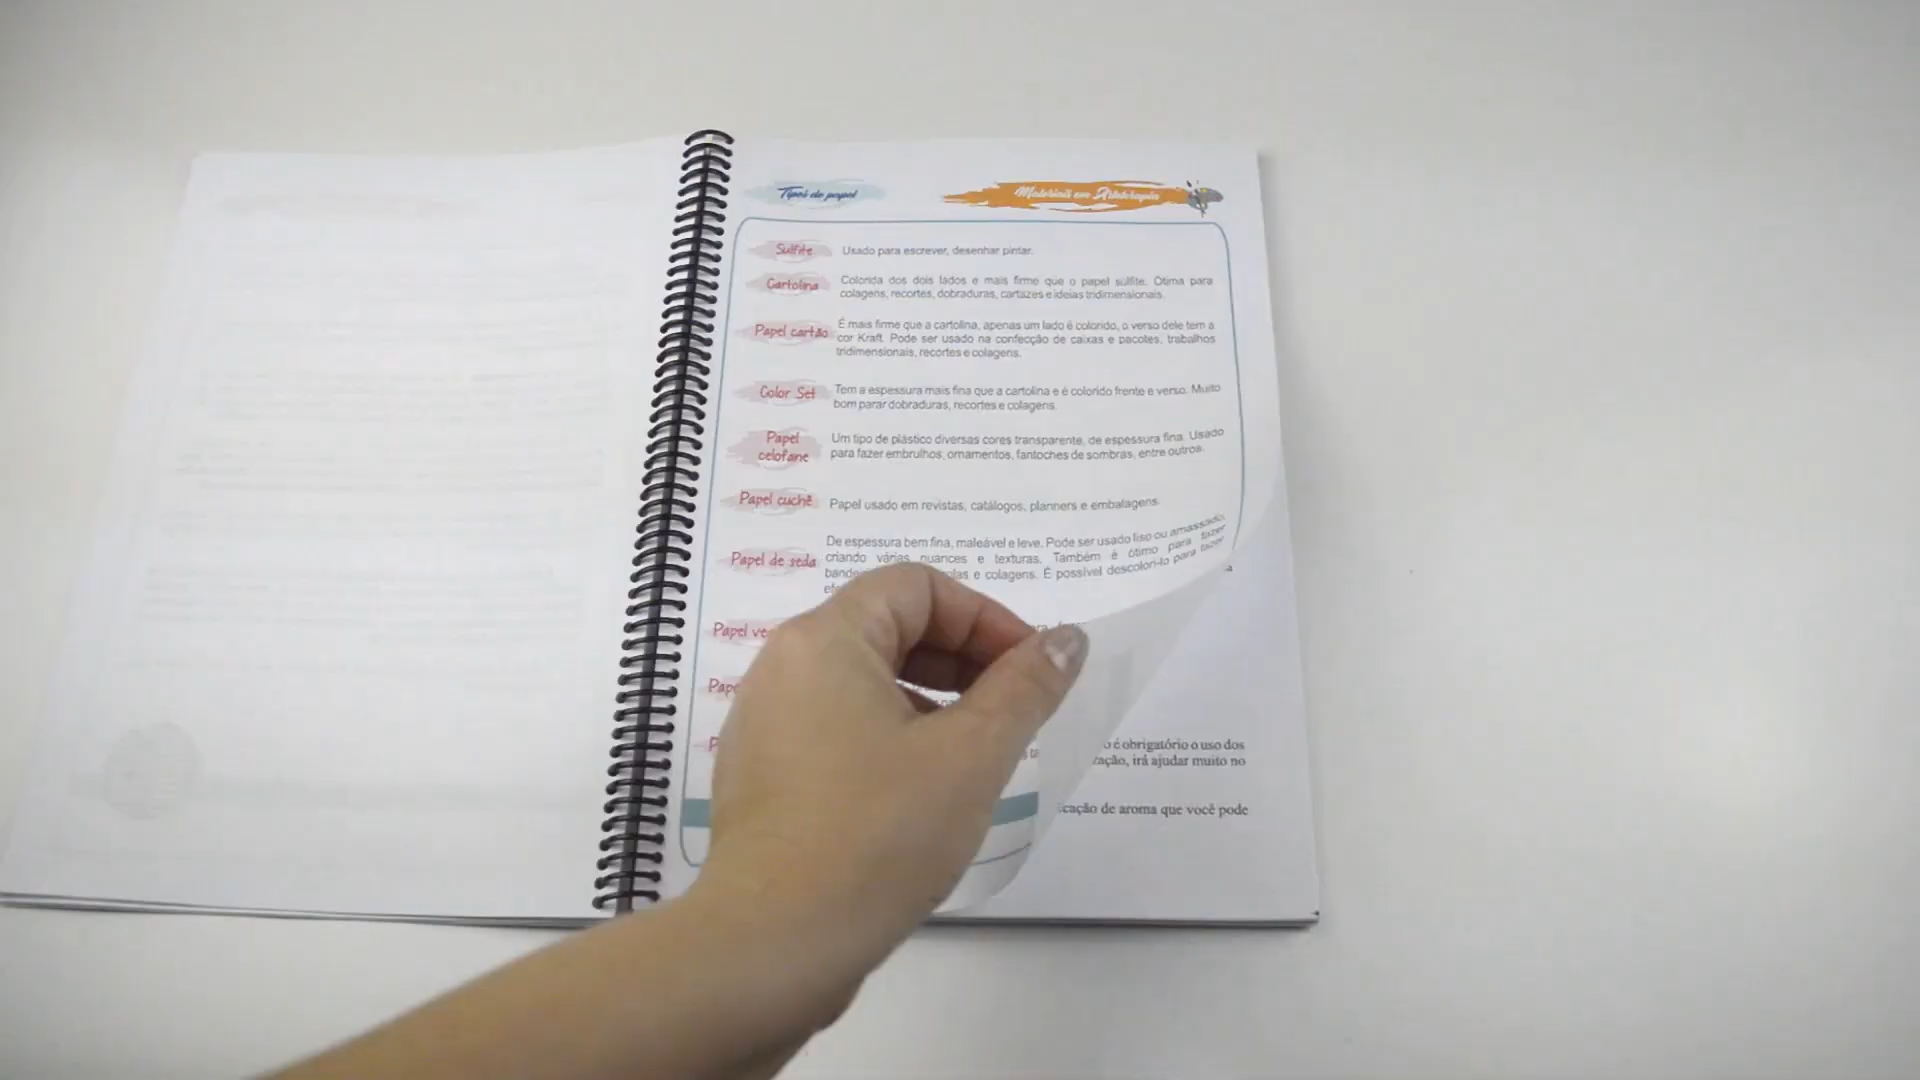 Tipos de papel
Materiais em Arteterapia
Sulfite
Usado para escrever, desenhar pintar.
Cartolina
Colorida dos dois lados e mais firme que o papel sulfite. Ótima para
colagens, recortes, dobraduras, cartazes e ideias tridimensionais.
Papel cartão
É mais firme que a cartolina, apenas um lado é colorido, o verso dele tem a
cor Kraft. Pode ser usado na confecção de caixas e pacotes, trabalhos
tridimensionais, recortes e colagens.
Color Set
Tem a espessura mais fina que a cartolina e é colorido frente e verso. Muito
bom parar dobraduras, recortes e colagens.
Papel
celofane
Um tipo de plástico diversas cores transparente, de espessura fina. Usado
para fazer embrulhos, ornamentos, fantoches de sombras, entre outros.
Papel cuchê
Papel usado em revistas, catálogos, planners e embalagens.
Papel de seda
De espessura bem fina, maleável e leve. Pode ser usado liso ou amassado,
criando várias nuances e texturas. Também é ótimo para fazer
e colagens. É possível descolori-lo para fazer
Papel
é obrigatório o uso dos
irá ajudar muito no
de aroma que você pode